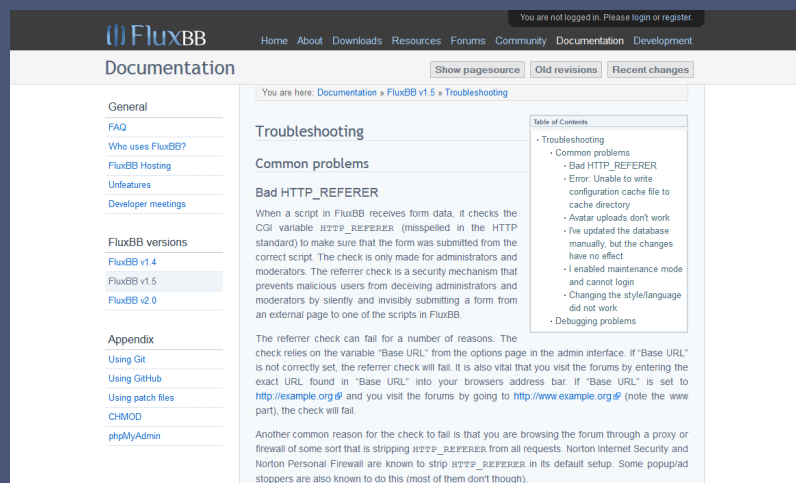 You are not logged in. Please login or register.
FLUXBB
Home About Downloads Resources Forums Community Documentation Development
Documentation
Show pagesource Old revisions Recent changes
You are here: Documentation » FluxBB v1.5 » Troubleshooting
General
FAQ
Who uses FluxBB?
FluxBB Hosting
Unfeatures
Developer meetings
FluxBB versions
FluxBB v1.4
FluxBB v1.5
FluxBB v2.0
Appendix
Using Git
Using GitHub
Using patch files
CHMOD
phpMyAdmin
Table of Contents
· Troubleshooting
· Common problems
· Bad HTTP_REFERER
· Error: Unable to write
configuration cache file to
cache directory
· Avatar uploads don't work
· I've updated the database
manually, but the changes
have no effect
· I enabled maintenance mode
and cannot login
· Changing the style/language
did not work
· Debugging problems
Troubleshooting
Common problems
Bad HTTP_REFERER
When a script in FluxBB receives form data, it checks the
CGI variable HTTP_REFERER (misspelled in the HTTP
standard) to make sure that the form was submitted from the
correct script. The check is only made for administrators and
moderators. The referrer check is a security mechanism that
prevents malicious users from deceiving administrators and
moderators by silently and invisibly submitting a form from
an external page to one of the scripts in FluxBB.
The referrer check can fail for a number of reasons. The
check relies on the variable “Base URL” from the options page in the admin interface. If “Base URL”
is not correctly set, the referrer check will fail. It is also vital that you visit the forums by entering the
exact URL found in “Base URL” into your browsers address bar. If “Base URL” is set to
http://example.org and you visit the forums by going to http://www.example.org (note the www
part), the check will fail.
Another common reason for the check to fail is that you are browsing the forum through a proxy or
firewall of some sort that is stripping HTTP_REFERER from all requests. Norton Internet Security and
Norton Personal Firewall are known to strip HTTP_REFERER in its default setup. Some popup/ad
stoppers are also known to do this (most of them don't though).